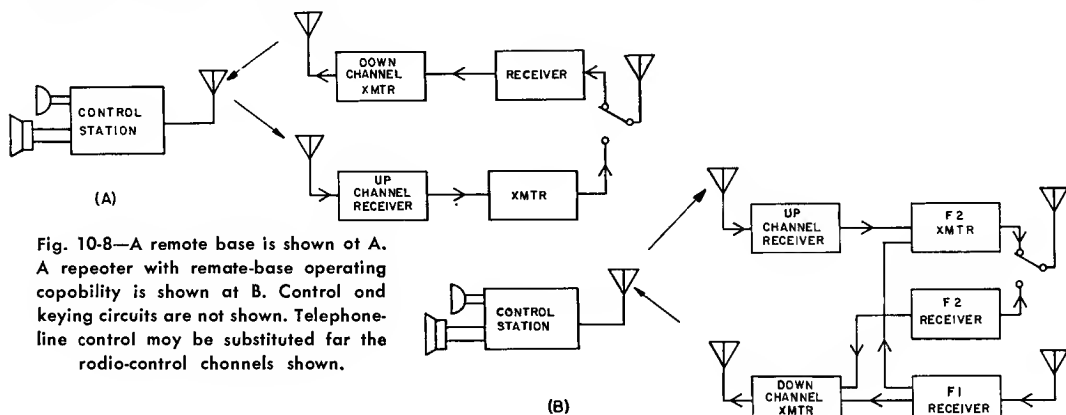 DOWN
CHANNEL
XMTR
RECEIVER
CONTROL
STATION
(A)
UP
CHANNEL
RECEIVER
XMTR
Fig. 10-8—A remote base is shown ot A.
A repeoter with remate-base operating
copobility is shown at B. Control ond
keying circuits are not shown. Telephone-
line control moy be substituted far the
rodio-control channels shown.
UP
CHANNEL
RECEIVER
F2
XMTR
CONTROL
STATION
F2
RECEIVER
(B)
DOWN
CHANNEL
XMTR
F1
RECEIVER